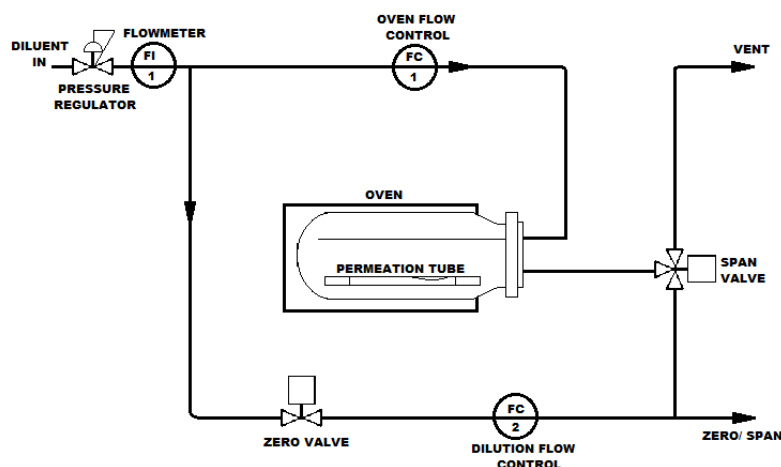 DILUENT
IN
FLOWMETER
FI
1
PRESSURE
REGULATOR
OVEN FLOW
CONTROL
FC
1
VENT
OVEN
PERMEATION TUBE
SPAN
VALVE
ZERO VALVE
FC
2
DILUTION FLOW
CONTROL
ZERO/ SPAN